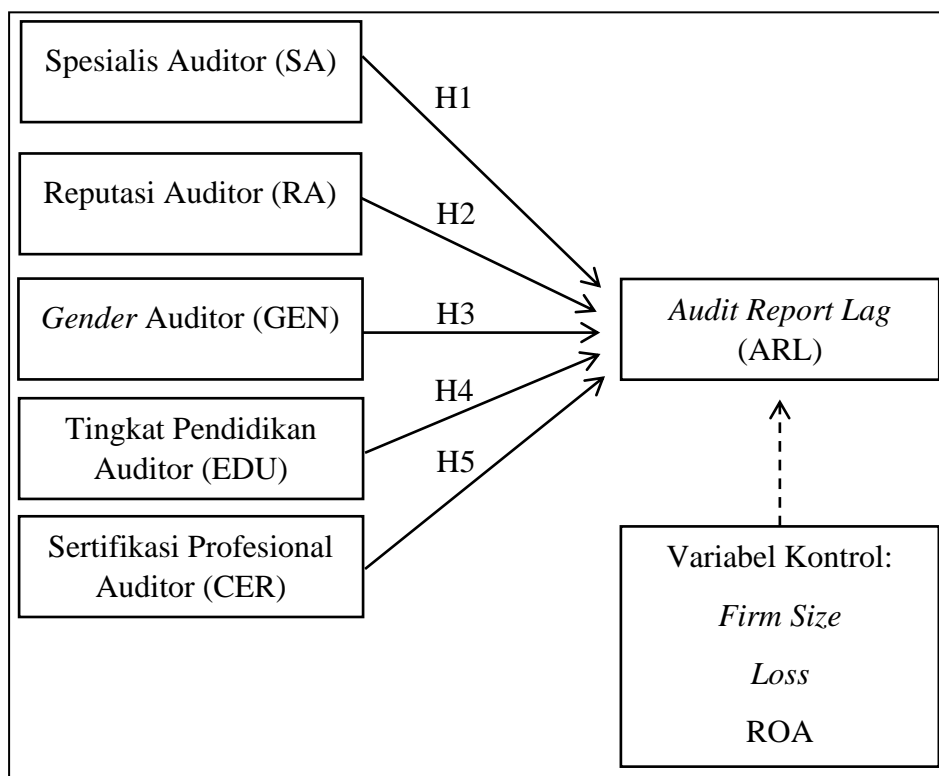 Spesialis Auditor (SA)
H1
Reputasi Auditor (RA)
H2
Gender Auditor (GEN)
H3
Tingkat Pendidikan
Auditor (EDU)
H4
Sertifikasi Profesional
Auditor (CER)
H5
Audit Report Lag
(ARL)
Variabel Kontrol:
Firm Size
Loss
ROA